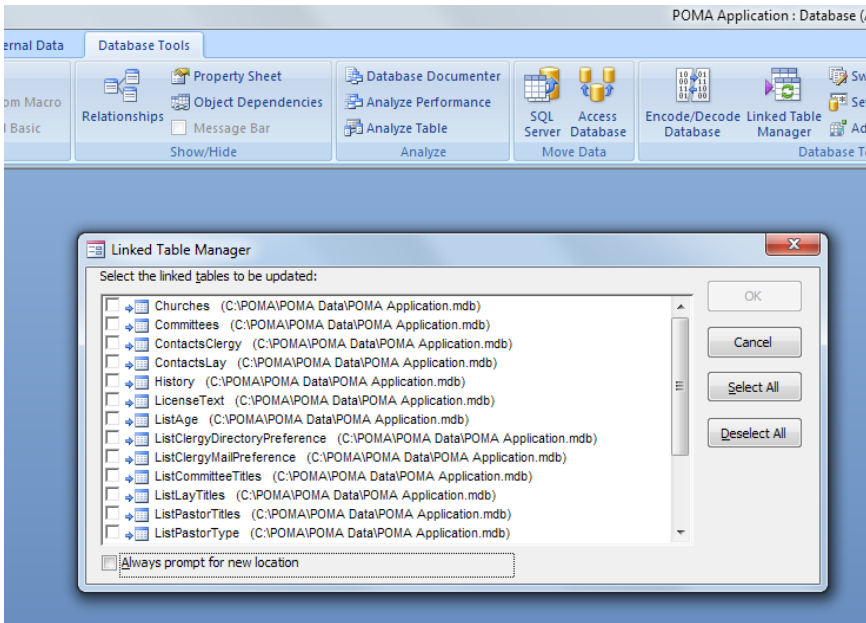 POMA Application : Database (
ernal Data Database Tools
Property Sheet Database Documenter 
om Macro Relationships Object Dependencies Analyze Performance SQL Server Access Database Encode/Decode Database Linked Table Manager
Basic Message Bar Analyze Table
Show/Hide Analyze Move Data Database
Linked Table Manager X
Select the linked tables to be updated:
Churches (C:\POMA\POMA Data\POMA Application.mdb) OK
Committees (C:\POMA\POMA Data\POMA Application.mdb)
ContactsClergy (C:\POMA\POMA Data\POMA Application.mdb) Cancel
ContactsLay (C:\POMA\POMA Data\POMA Application.mdb)
History (C:\POMA\POMA Data\POMA Application.mdb) Select All
LicenseText (C:\POMA\POMA Data\POMA Application.mdb)
ListAge (C:\POMA\POMA Data\POMA Application.mdb)
ListClergyDirectoryPreference (C:\POMA\POMA Data\POMA Application.mdb) Deselect All
ListClergyMailPreference (C:\POMA\POMA Data\POMA Application.mdb)
ListCommitteeTitles (C:\POMA\POMA Data\POMA Application.mdb)
ListLayTitles (C:\POMA\POMA Data\POMA Application.mdb)
ListPastorTitles (C:\POMA\POMA Data\POMA Application.mdb)
ListPastorType (C:\POMA\POMA Data\POMA Application.mdb)
Always prompt for new location